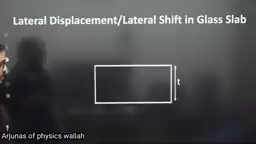 Lateral Displacement/Lateral Shift in Glass Slab
t
Arjunas of physics wallah